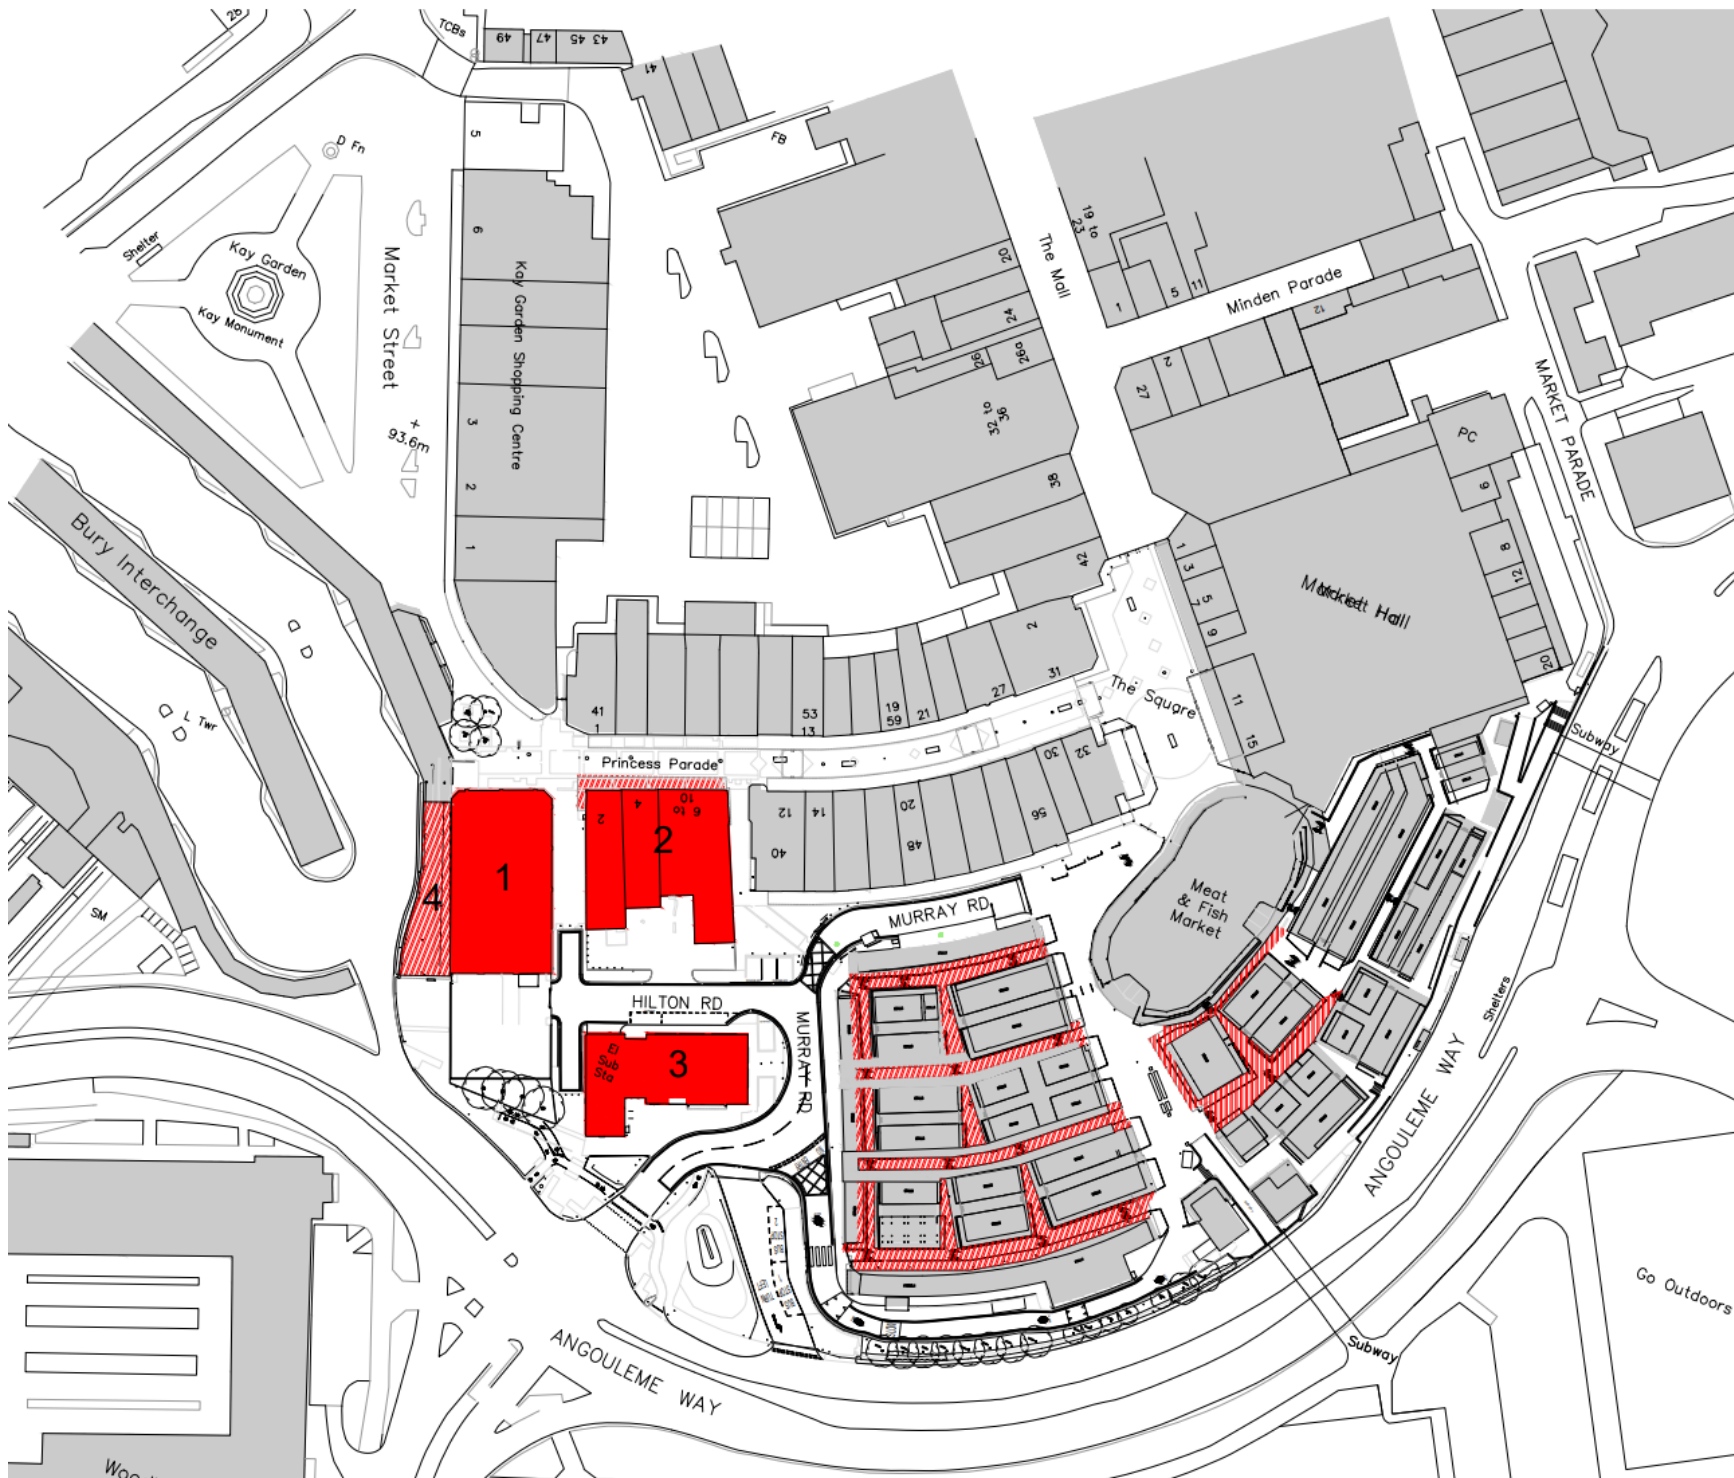 26
TCBs
49
47
43 45
41
5
FB
D Fn
Shelter
Kay Garden
Kay Monument
Market Street
6
Kay Garden Shopping Centre
93.6m
3
2
1
The Mall
19 to
23
1
5
11
Minden Parade
12
20
24
26
26a
32 to
36
27
2
38
42
PC
6
MARKET PARADE
Bury Interchange
L Twr
1
3
5
7
9
Market Hall
8
12
20
2
31
27
The Square
11
15
41
1
53
13
19
59
21
Princess Parade
Subway
30
32
2
4
6 to
10
12
14
20
40
48
56
1
2
4
SM
Meat
& Fish
Market
MURRAY RD
HILTON RD
MURRAY RD
El
Sub
Sta
3
Shelters
ANGOULEME WAY
Go Outdoors
Subway
ANGOULEME WAY